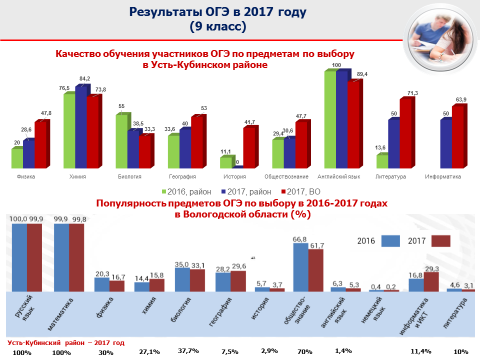 Результаты ОГЭ в 2017 году
(9 класс)
Качество обучения участников ОГЭ по предметам по выбору
в Усть-Кубинском районе
20 28,6 47,8 76,5 84,2 73,8 55 38,5 33,3 33,6 40 53 11,1 0 41,7 29,4 30,6 47,7 100 100 89,4 13,6 50 71,3 50 63,9
Физика Химия Биология География История Обществознание Английский язык Литература Информатика
2016, район 2017, район 2017, ВО
Популярность предметов ОГЭ по выбору в 2016-2017 годах
в Вологодской области (%)
2016 2017
100,0 99,9 99,9 99,8 20,3 16,7 14,4 15,8 35,0 33,1 28,2 29,6 5,7 3,7 66,8 61,7 6,3 5,3 0,4 0,2 16,8 29,3 4,6 3,1
русский язык
математика
физика
химия
биология
география
история
общество-знание
английский язык
немецкий язык
информатика и ИКТ
литература
Усть-Кубинский район – 2017 год
100% 100% 30% 27,1% 37,7% 7,5% 2,9% 70% 1,4% 11,4% 10%